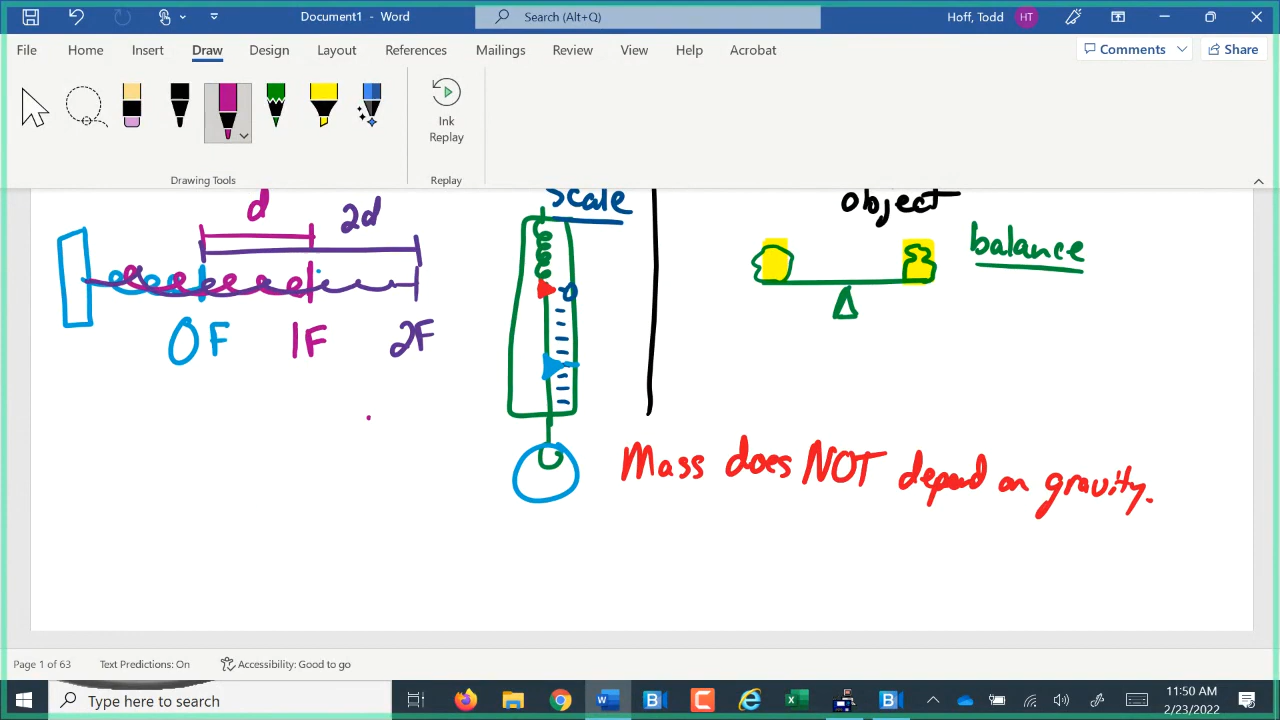 Document1 - Word
Search (Alt+Q)
Hoff, Todd
HT
File Home Insert Draw Design Layout References Mailings Review View Help Acrobat
Comments
Share
Ink
Replay
Drawing Tools
Replay
Scale
object
d
2d
balance
0F 1F 2F
0
Mass does NOT depend on gravity.
Page 1 of 63
Text Predictions: On
Accessibility: Good to go
Type here to search
11:50 AM
2/23/2022